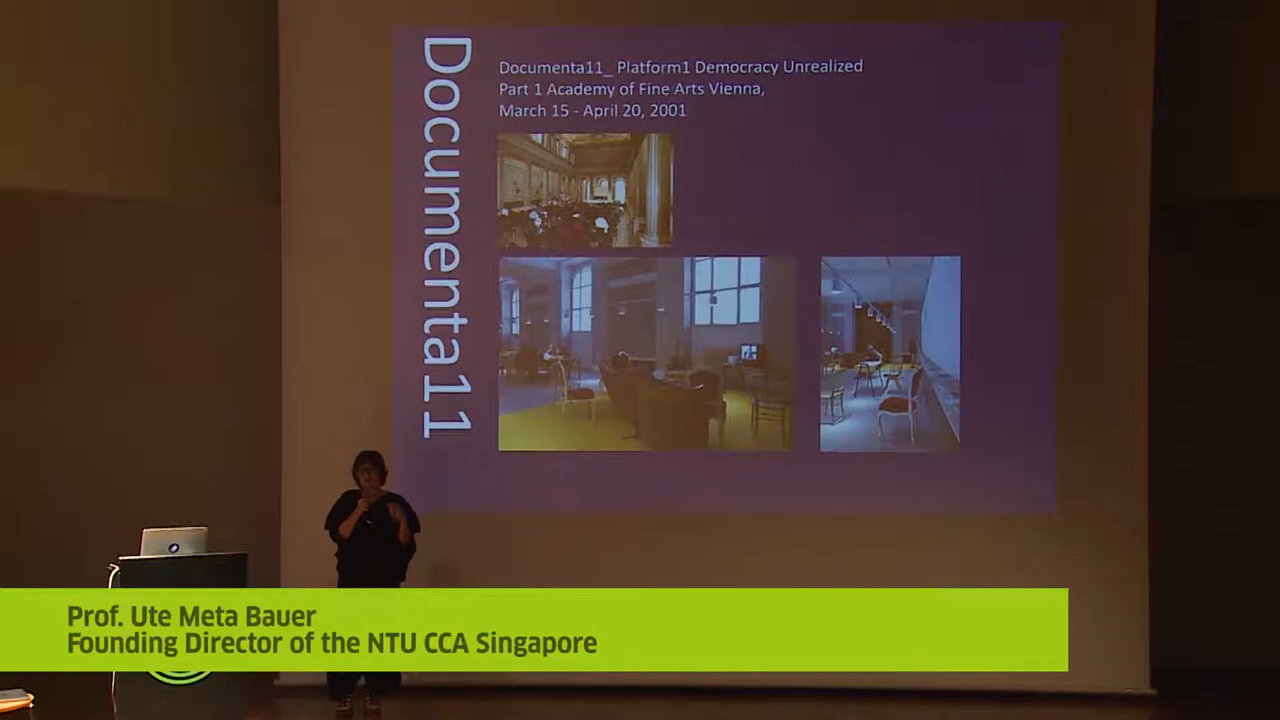 Documenta11
Documenta11_ Platform1 Democracy Unrealized
Part 1 Academy of Fine Arts Vienna,
March 15 - April 20, 2001
Prof. Ute Meta Bauer
Founding Director of the NTU CCA Singapore